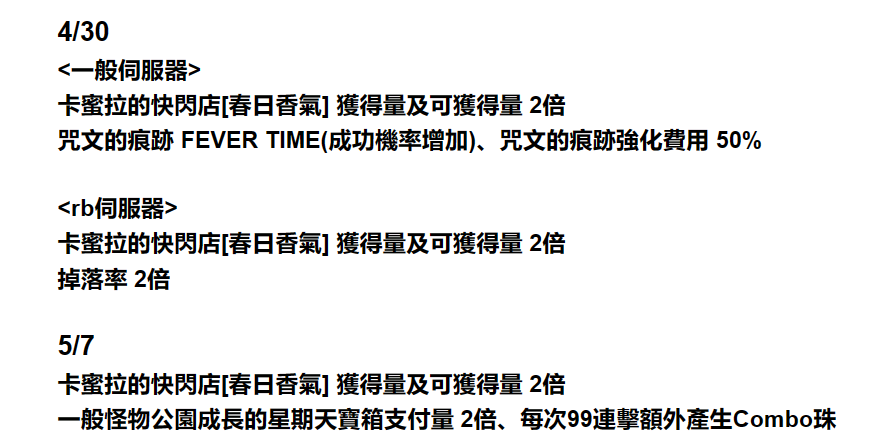 4/30
<一般伺服器>
卡蜜拉的快閃店[春日香氣] 獲得量及可獲得量 2倍
咒文的痕跡 FEVER TIME(成功機率增加)、咒文的痕跡強化費用 50%
<rb伺服器>
卡蜜拉的快閃店[春日香氣] 獲得量及可獲得量 2倍
掉落率 2倍
5/7
卡蜜拉的快閃店[春日香氣] 獲得量及可獲得量 2倍
一般怪物公園成長的星期天寶箱支付量 2倍、每次99連擊額外產生Combo珠